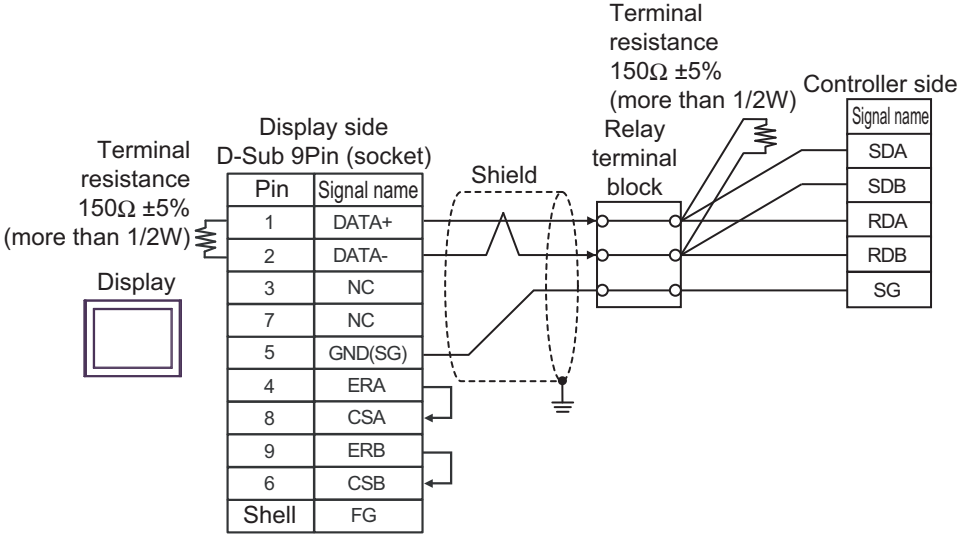 Terminal
resistance
150Ω ±5%
(more than 1/2W)
Controller side
Signal name
SDA
SDB
RDA
RDB
SG
Relay
terminal
block
Shield
Display side
D-Sub 9Pin (socket)
Pin Signal name
1 DATA+
2 DATA-
3 NC
7 NC
5 GND(SG)
4 ERA
8 CSA
9 ERB
6 CSB
Shell FG
Terminal
resistance
150Ω ±5%
(more than 1/2W)
Display